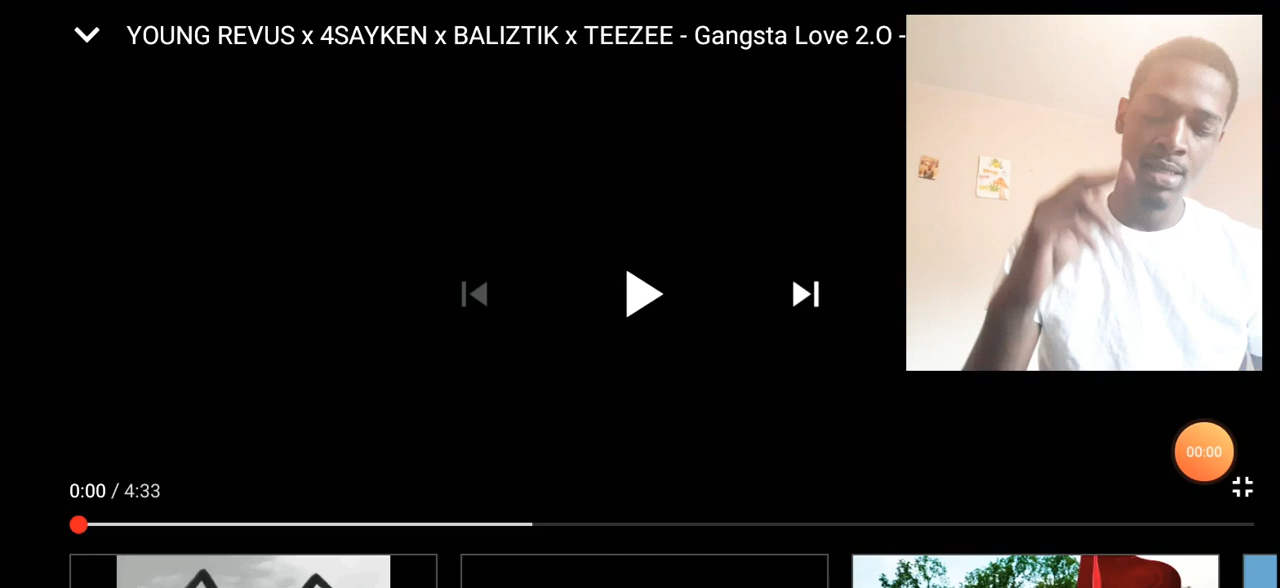 YOUNG REVUS x 4SAYKEN x BALIZTIK x TEEZEE - Gangsta Love 2.O -
00:00
0:00 / 4:33